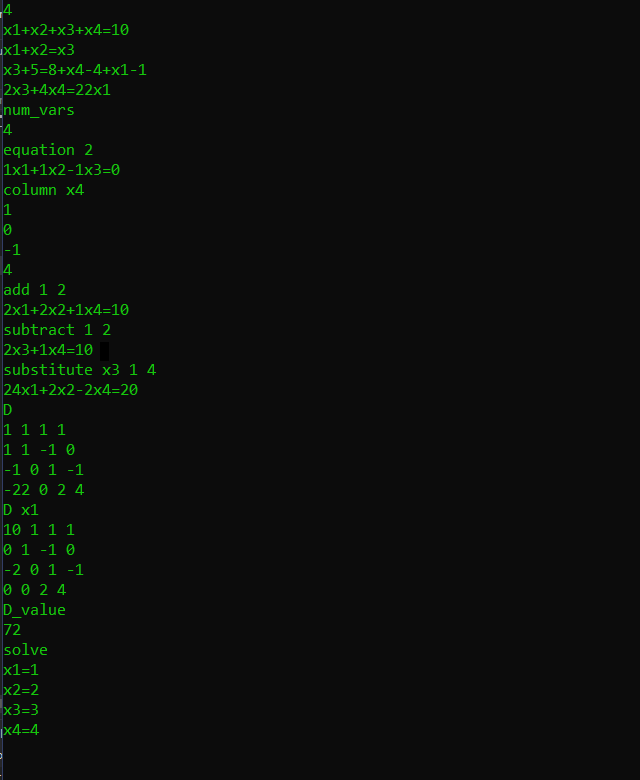 4
x1+x2+x3+x4=10
x1+x2=x3
x3+5=8+x4-4+x1-1
2x3+4x4=22x1
num_vars
4
equation 2
1x1+1x2-1x3=0
column x4
1
0
-1
4
add 1 2
2x1+2x2+1x4=10
subtract 1 2
2x3+1x4=10
substitute x3 1 4
24x1+2x2-2x4=20
D
1 1 1 1
1 1 -1 0
-1 0 1 -1
-22 0 2 4
D x1
10 1 1 1
0 1 -1 0
-2 0 1 -1
0 0 2 4
D_value
72
solve
x1=1
x2=2
x3=3
x4=4